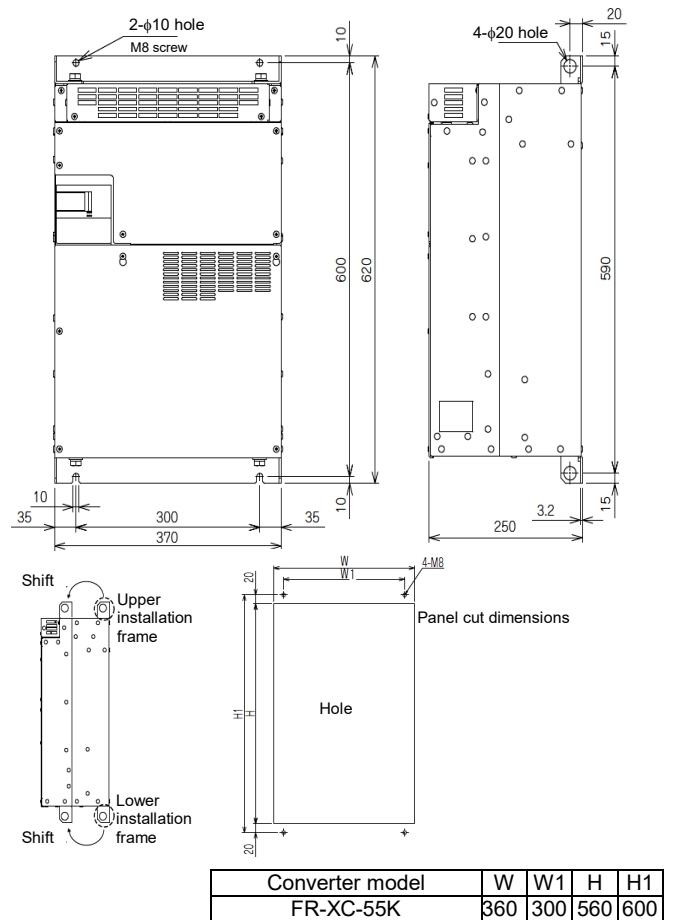 2-ϕ10 hole
M8 screw
10
600
620
10
10
35
300
35
370
4-ϕ20 hole
20
15
590
3.2
15
250
Shift
Upper
installation
frame
Lower
installation
frame
Shift
W
W1
4-M8
20
Panel cut dimensions
H1
H
Hole
20
Converter model W W1 H H1
FR-XC-55K 360 300 560 600